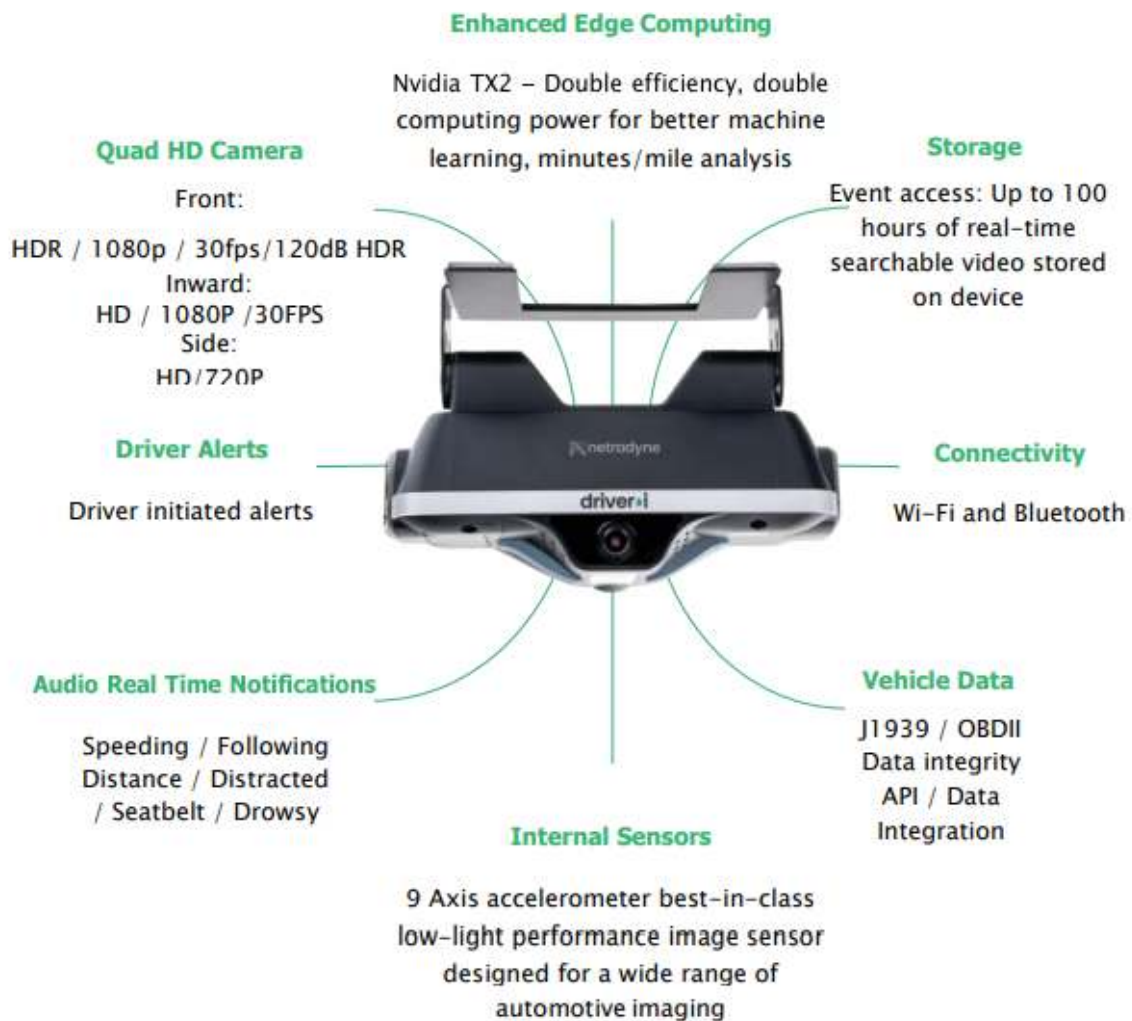 Enhanced Edge Computing
Nvidia TX2 – Double efficiency, double
computing power for better machine
learning, minutes/mile analysis
Quad HD Camera
Front:
HDR / 1080p / 30fps/120dB HDR
Inward:
HD / 1080P /30FPS
Side:
HD/720P
Storage
Event access: Up to 100
hours of real-time
searchable video stored
on device
netradyne
driver•i
Driver Alerts
Driver initiated alerts
Connectivity
Wi-Fi and Bluetooth
Audio Real Time Notifications
Speeding / Following
Distance / Distracted
/ Seatbelt / Drowsy
Vehicle Data
J1939 / OBDII
Data integrity
API / Data
Integration
Internal Sensors
9 Axis accelerometer best-in-class
low-light performance image sensor
designed for a wide range of
automotive imaging